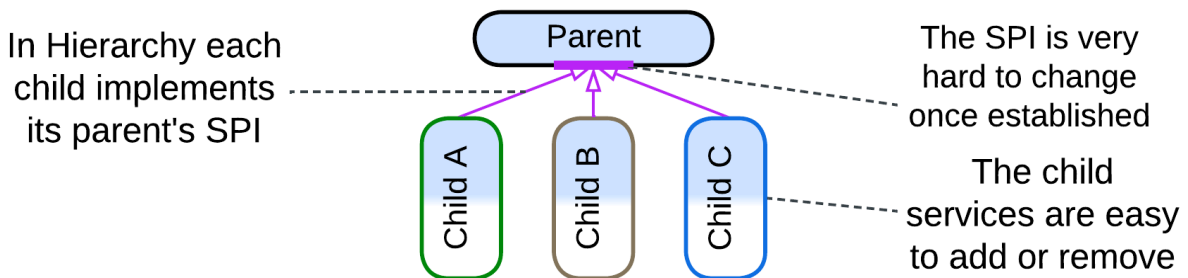 In Hierarchy each
child implements
its parent's SPI
Parent
The SPI is very
hard to change
once established
Child A
Child B
Child C
The child
services are easy
to add or remove